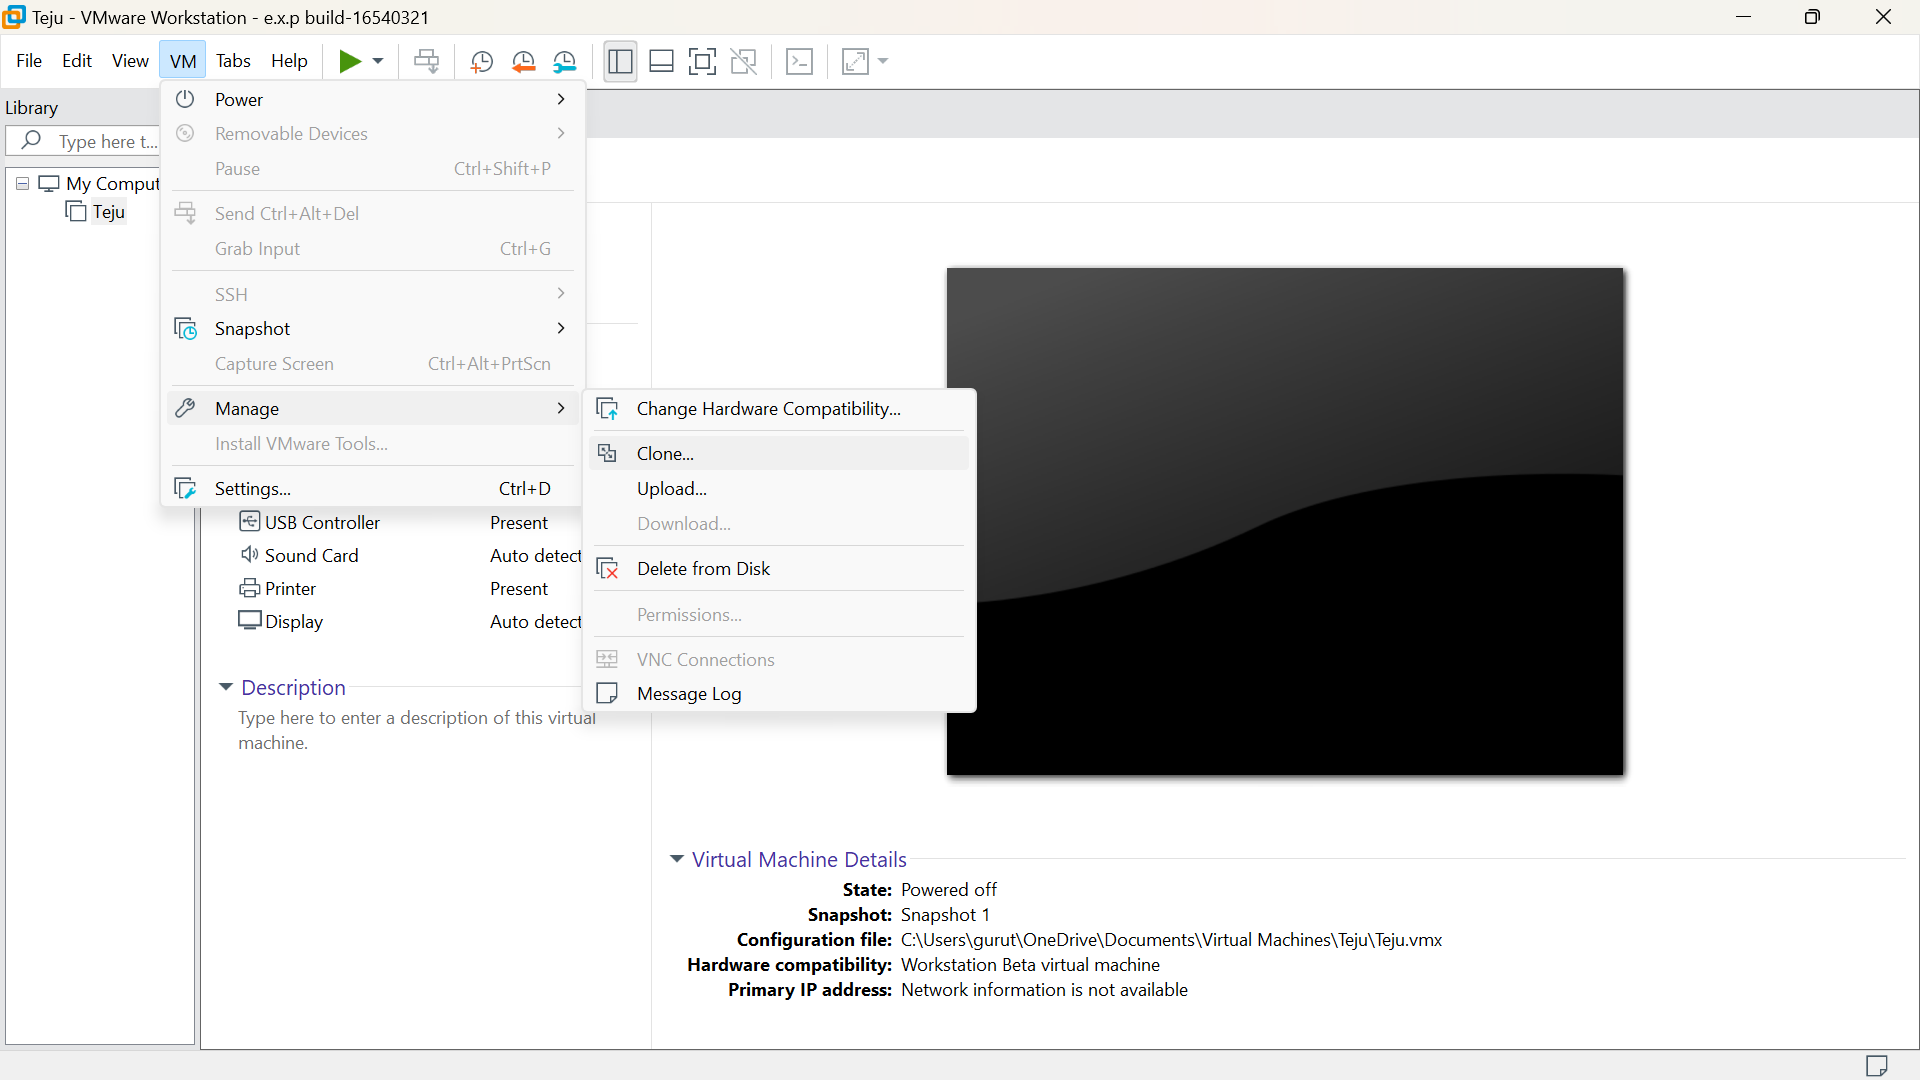 Teju - VMware Workstation - e.x.p build-16540321
File Edit View VM Tabs Help
Library
Type here t...
My Comput
Teju
Power
Removable Devices
Pause Ctrl+Shift+P
Send Ctrl+Alt+Del
Grab Input Ctrl+G
SSH
Snapshot
Capture Screen Ctrl+Alt+PrtScn
Manage
Install VMware Tools...
Settings... Ctrl+D
Change Hardware Compatibility...
Clone...
Upload...
Download...
Delete from Disk
Permissions...
VNC Connections
Message Log
USB Controller Present
Sound Card Auto detect
Printer Present
Display Auto detect
Description
Type here to enter a description of this virtual
machine.
Virtual Machine Details
State: Powered off
Snapshot: Snapshot 1
Configuration file: C:\Users\gurut\OneDrive\Documents\Virtual Machines\Teju\Teju.vmx
Hardware compatibility: Workstation Beta virtual machine
Primary IP address: Network information is not available